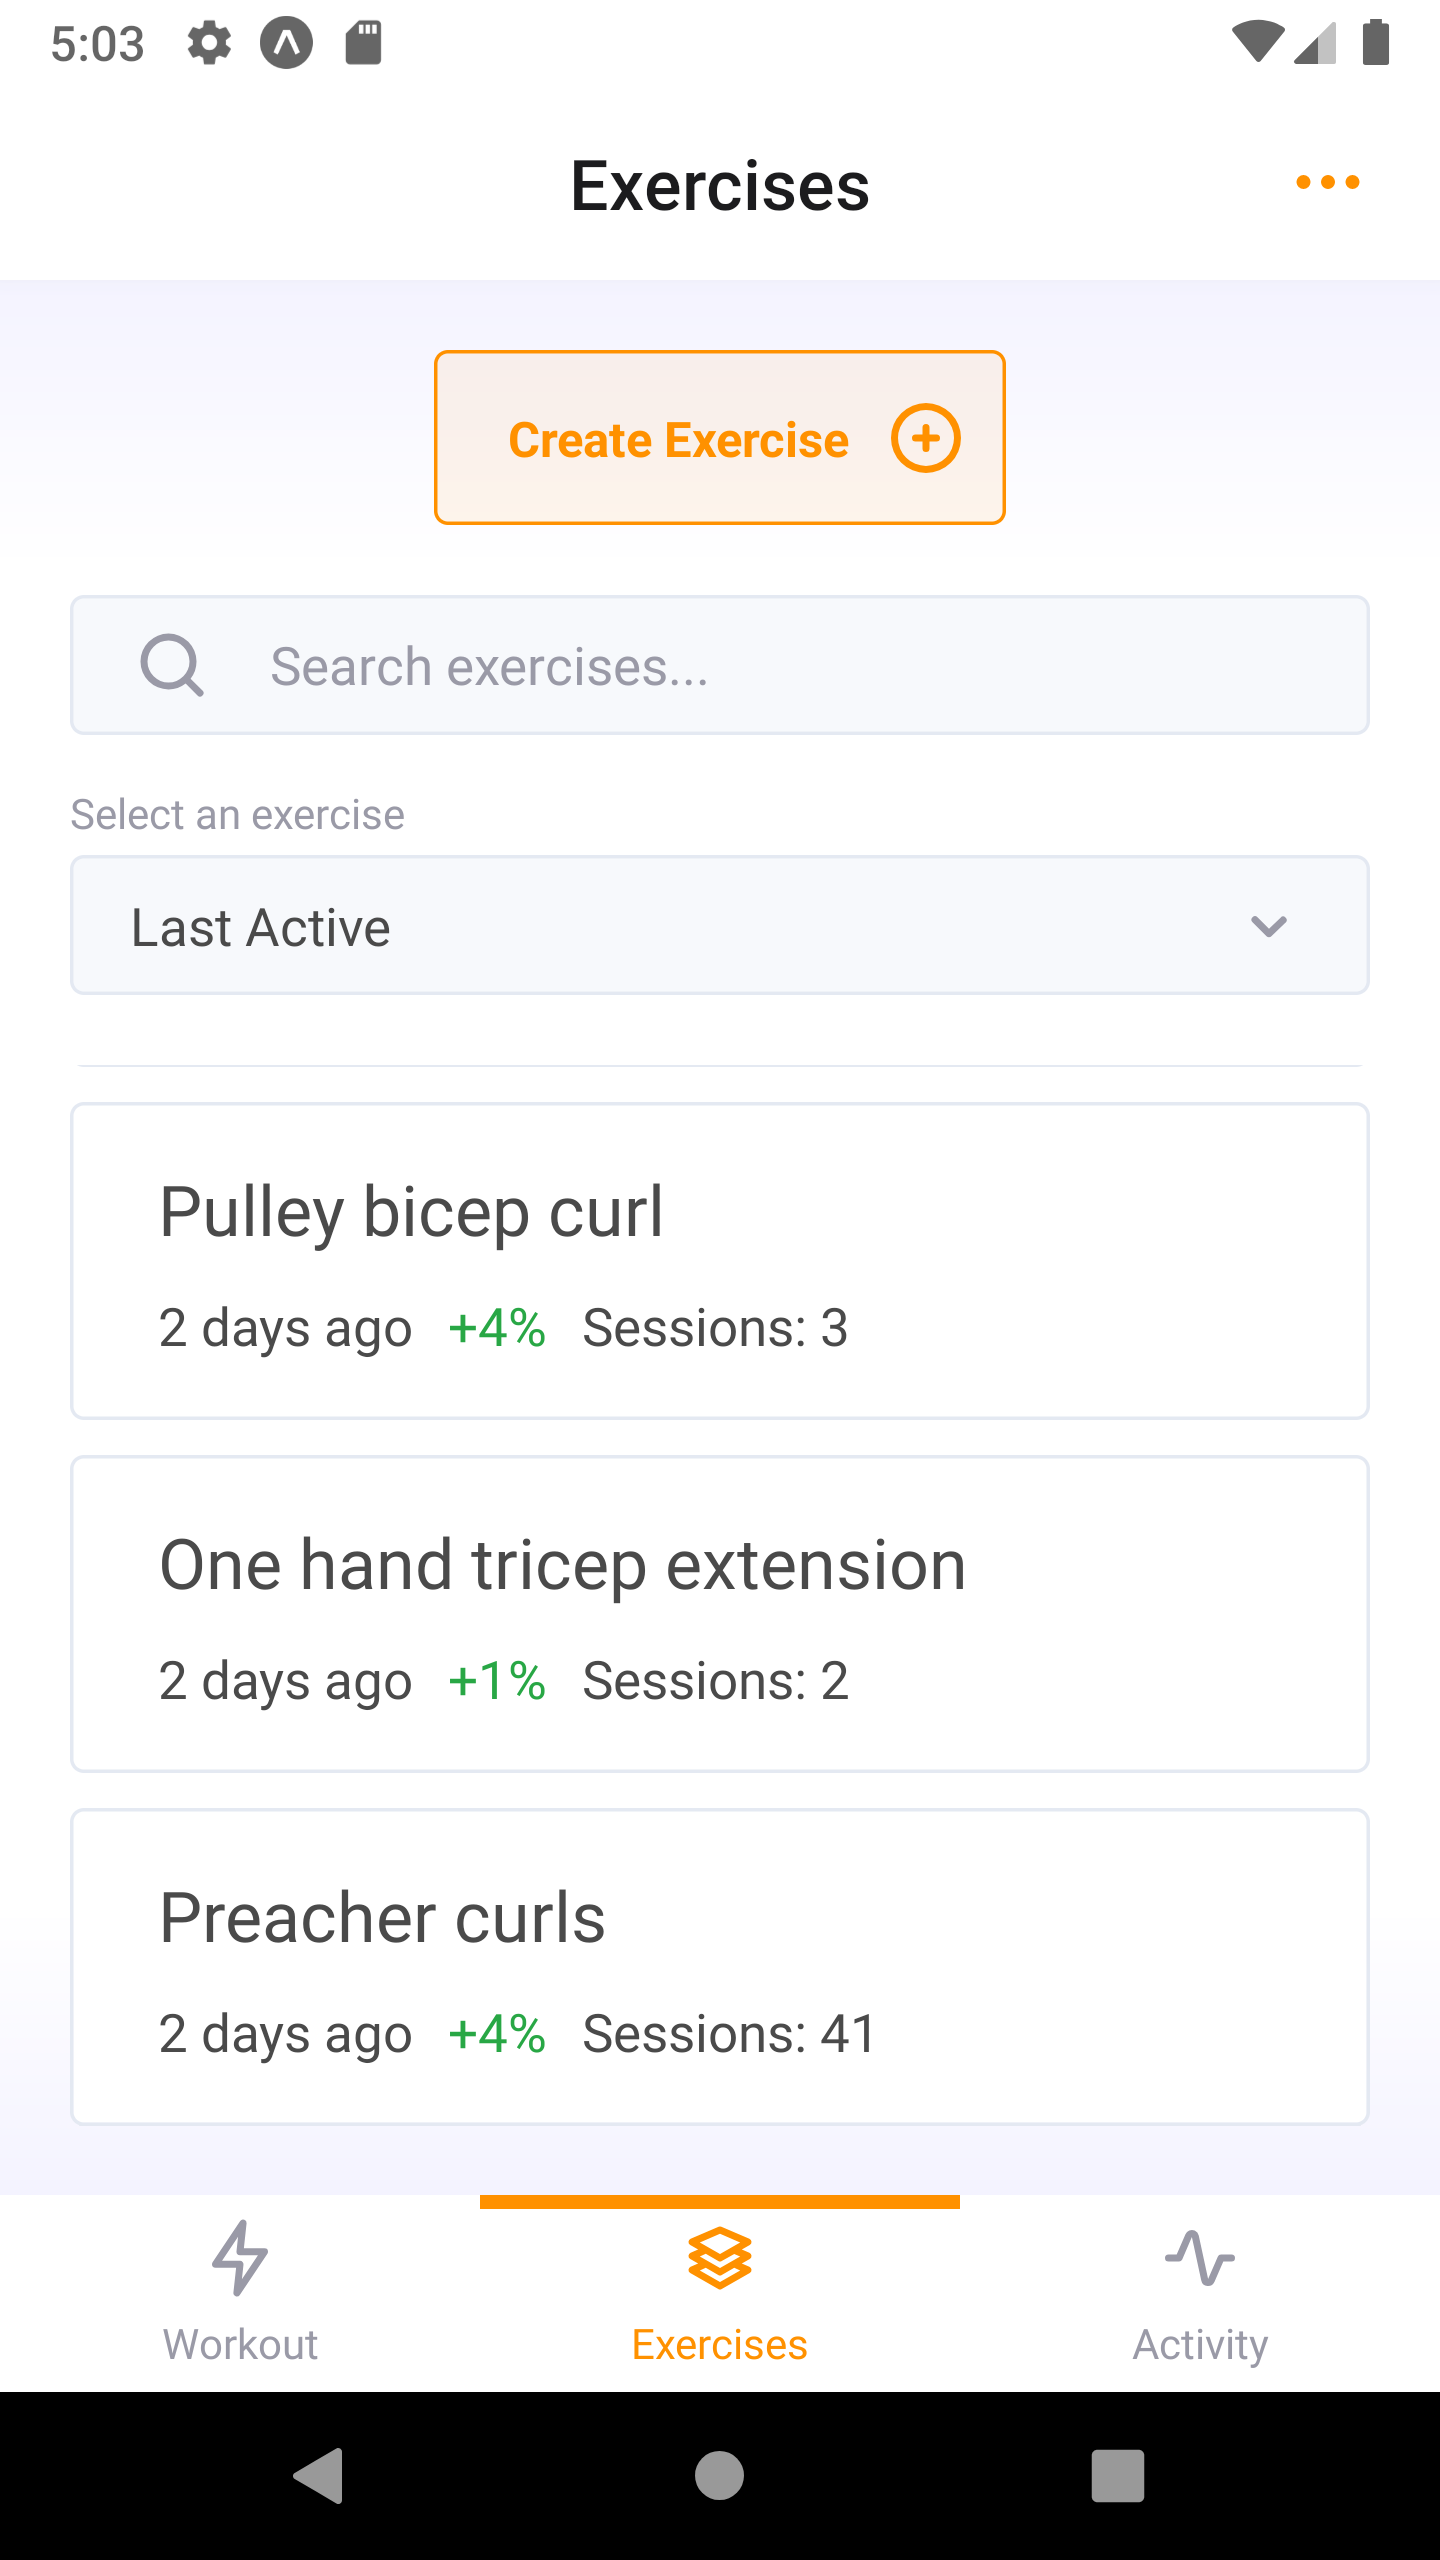 5:03
Exercises
Create Exercise
Search exercises...
Select an exercise
Last Active
Pulley bicep curl
2 days ago +4% Sessions: 3
One hand tricep extension
2 days ago +1% Sessions: 2
Preacher curls
2 days ago +4% Sessions: 41
Workout Exercises Activity